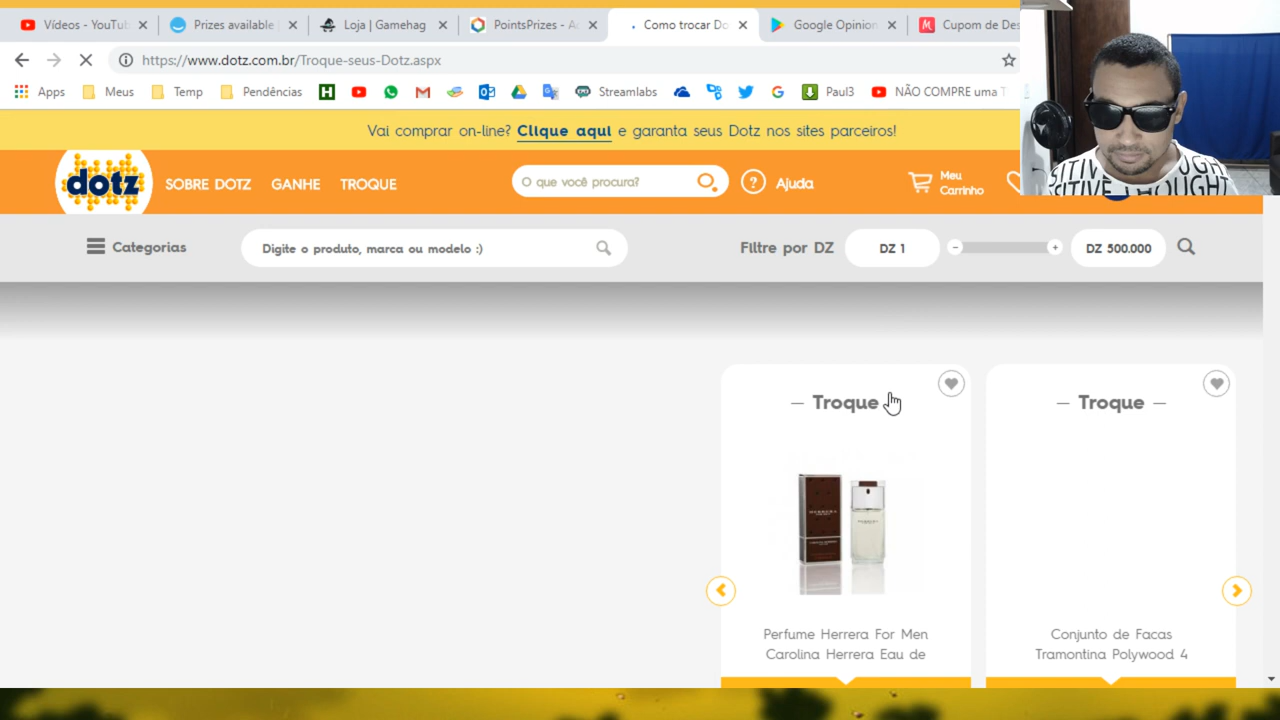 Vídeos - YouTub
Prizes available
Loja | Gamehag
PointsPrizes - Ac
Como trocar Do
Google Opinion
Cupom de Des
https://www.dotz.com.br/Troque-seus-Dotz.aspx
Apps
Meus
Temp
Pendências
H
Streamlabs
Paul3
NÃO COMPRE uma T
Vai comprar on-line? Clique aqui e garanta seus Dotz nos sites parceiros!
dotz
SOBRE DOTZ
GANHE
TROQUE
O que você procura?
Ajuda
Meu
Carrinho
Categorias
Digite o produto, marca ou modelo :)
Filtre por DZ
DZ 1
DZ 500.000
SITIVE THOUGHT
Troque
Troque
Perfume Herrera For Men
Carolina Herrera Eau de
Conjunto de Facas
Tramontina Polywood 4